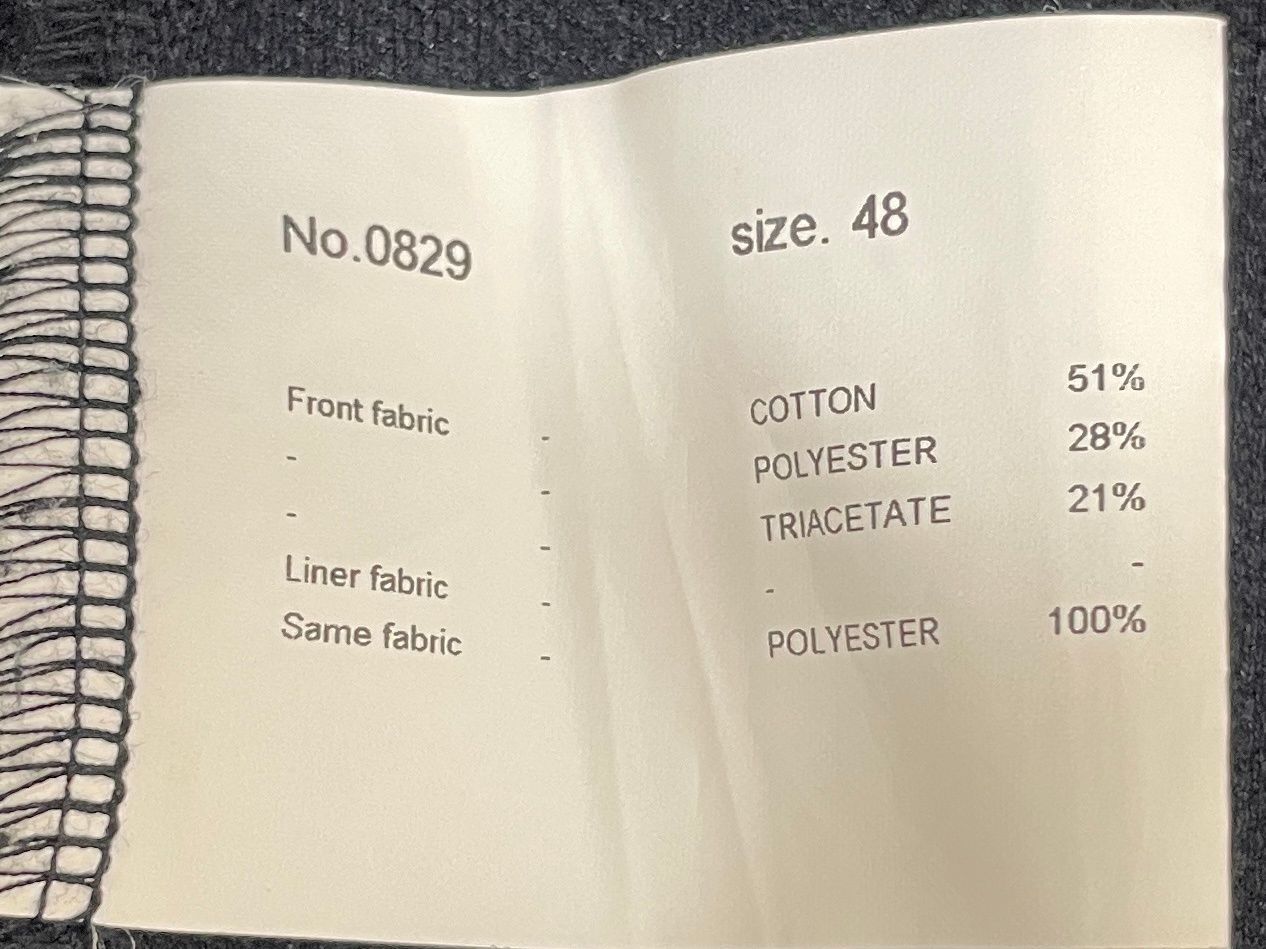 No.0829 size. 48
Front fabric - COTTON 51%
- - POLYESTER 28%
- - TRIACETATE 21%
Liner fabric - - -
Same fabric - POLYESTER 100%